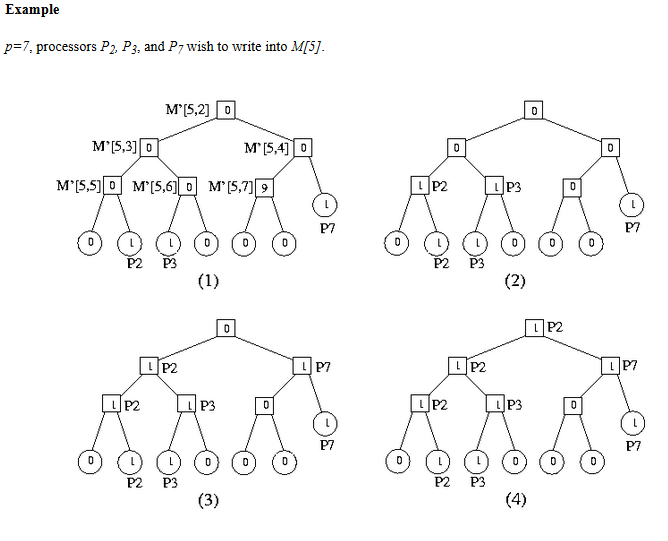 Example
p=7, processors P2, P3, and P7 wish to write into M[5].
M'[5,2] 0 0
M'[5,3] 0 M'[5,4] 0 0 0
M'[5,5] 0 M'[5,6] 0 M'[5,7] 9 1 P2 1 P3 0
1 1
P7 P7
0 1 1 0 0 0 0 1 1 0 0 0
P2 P3 P2 P3
(1) (2)
0 1 P2
1 P2 1 P7 1 P2 1 P7
1 P2 1 P3 0 1 P2 1 P3 0
1 1
P7 P7
0 1 1 0 0 0 0 1 1 0 0 0
P2 P3 P2 P3
(3) (4)